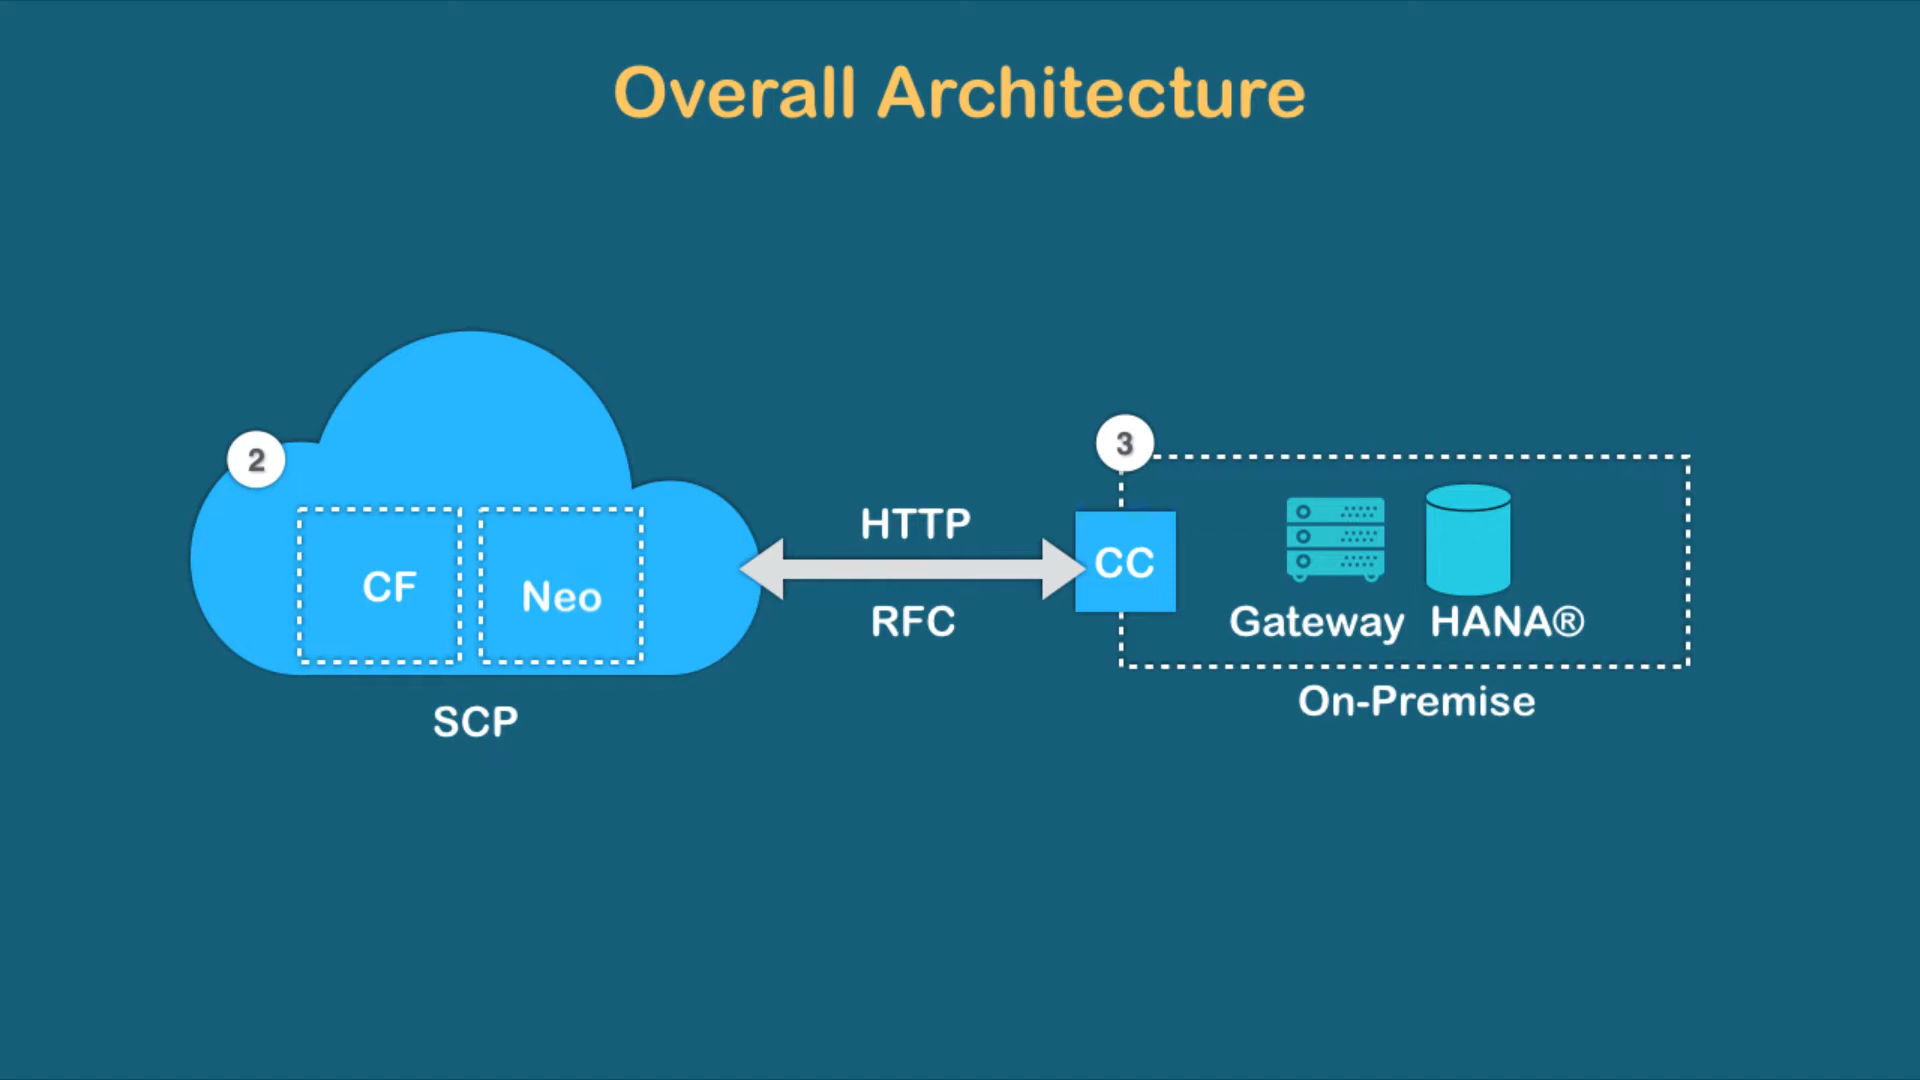 Overall Architecture
2
CF
Neo
SCP
HTTP
RFC
3
CC
Gateway
HANA®
On-Premise